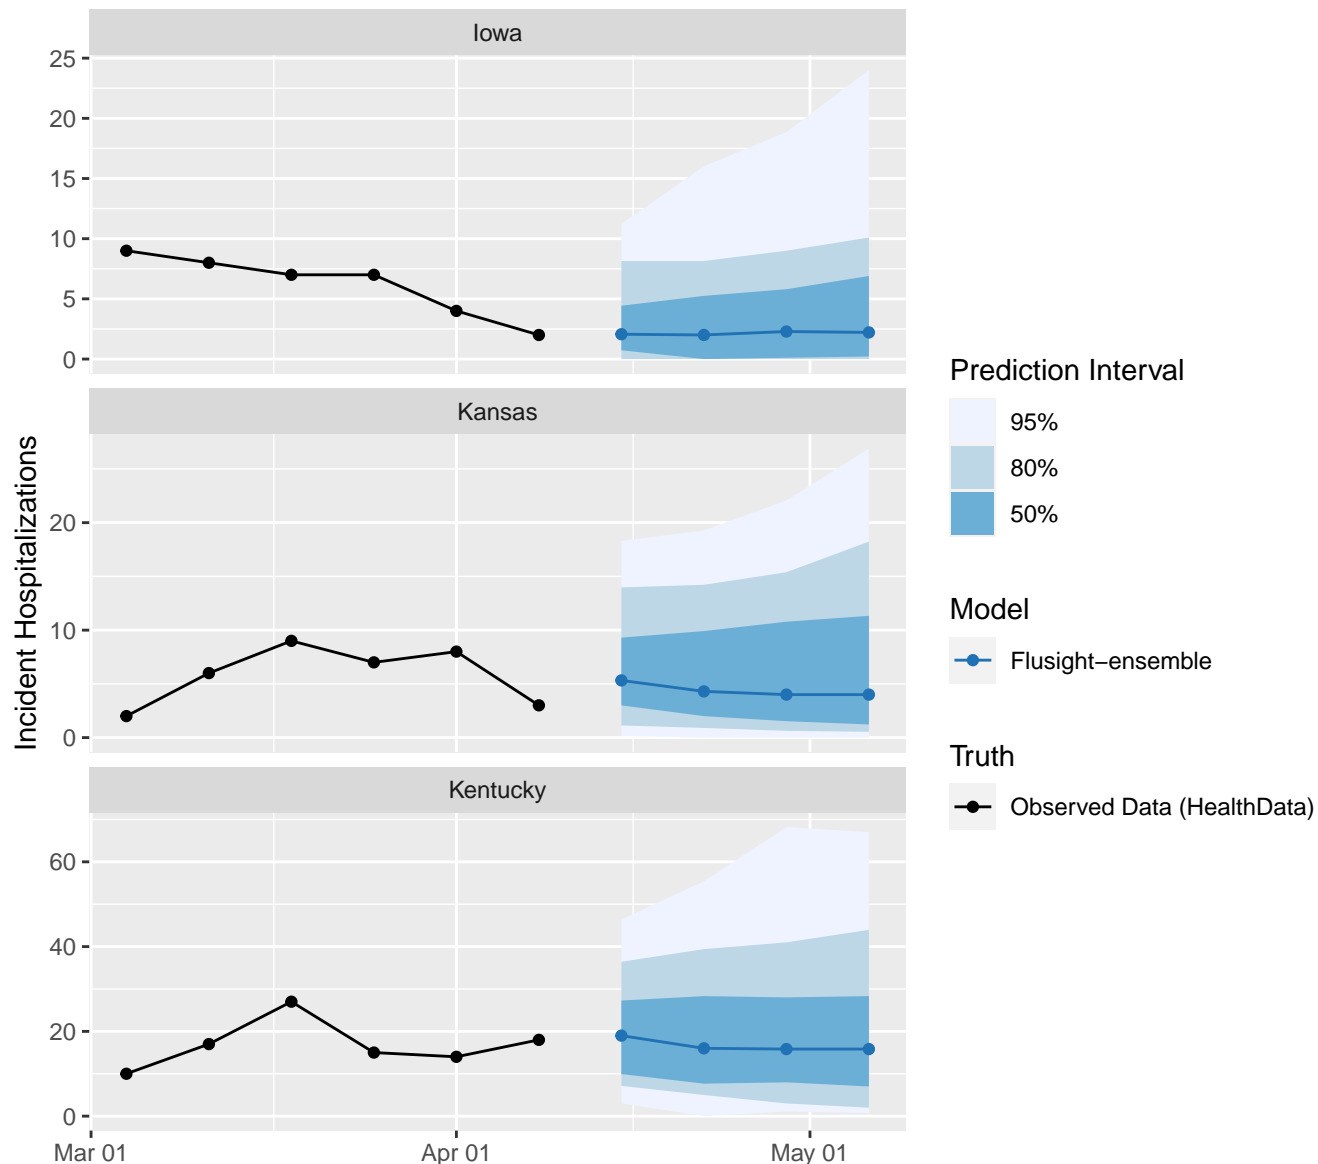 Iowa
25
20
15
10
5
0
Kansas
20
10
0
Kentucky
60
40
20
0
Mar 01
Apr 01
May 01
Incident Hospitalizations
Prediction Interval
95%
80%
50%
Model
Flusight−ensemble
Truth
Observed Data (HealthData)